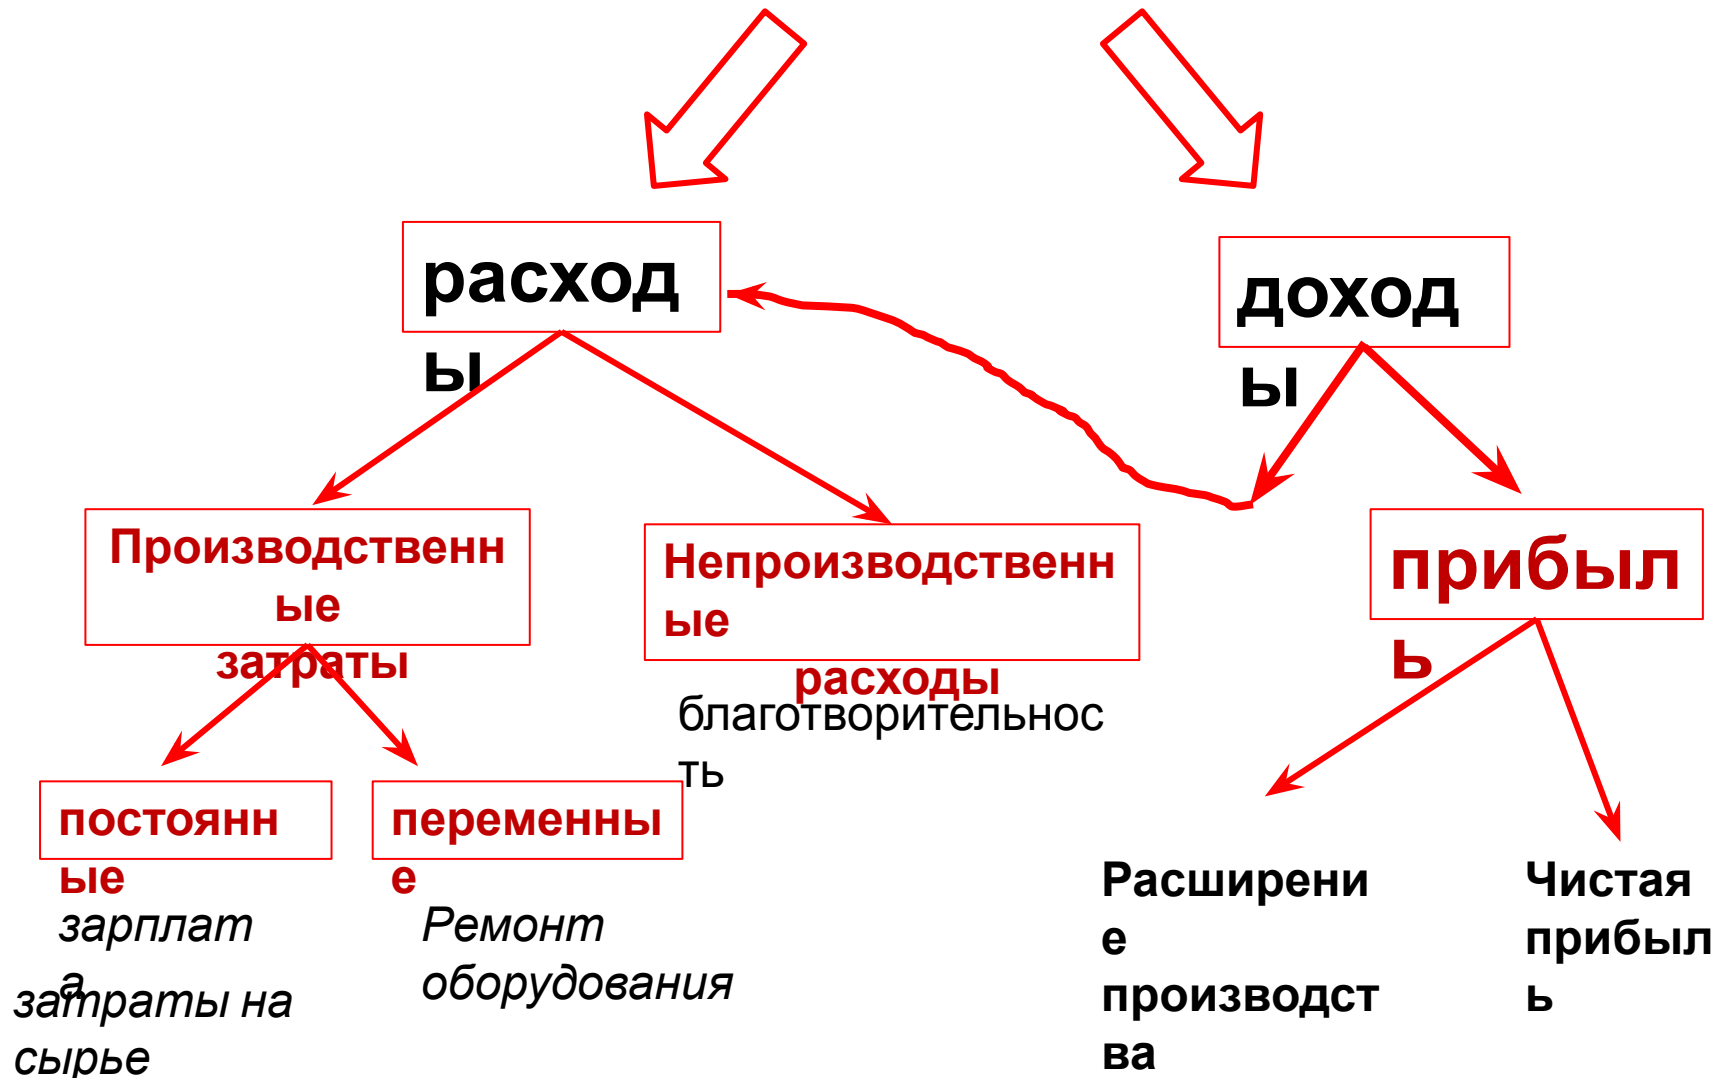 расход
ы
доход
ы
Производственн
ые
затраты
Непроизводственн
ые
расходы
благотворительнос
ть
прибыл
ь
постоянн
ые
зарплат
а
затраты на
сырье
переменны
е
Ремонт
оборудования
Расширени
е
производст
ва
Чистая
прибыл
ь